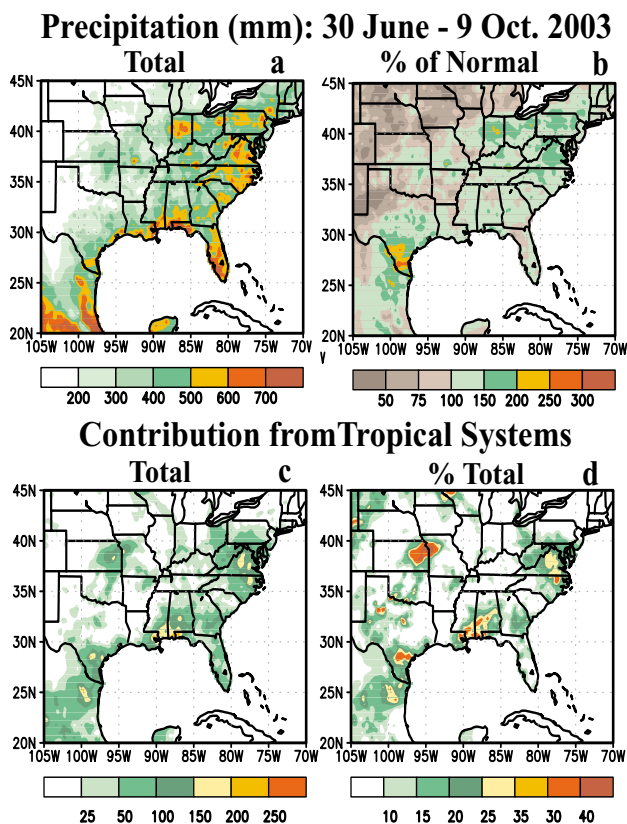 Precipitation (mm): 30 June - 9 Oct. 2003
Total a
% of Normal b
45N 45N
40N 40N
35N 35N
30N 30N
25N 25N
20N 20N
105W 100W 95W 90W 85W 80W 75W 70W
105W 100W 95W 90W 85W 80W 75W 70W
V
200 300 400 500 600 700
50 75 100 150 200 250 300
Contribution fromTropical Systems
Total c
% Total d
45N 45N
40N 40N
35N 35N
30N 30N
25N 25N
20N 20N
105W 100W 95W 90W 85W 80W 75W 70W
105W 100W 95W 90W 85W 80W 75W 70W
25 50 100 150 200 250
10 15 20 25 35 30 40